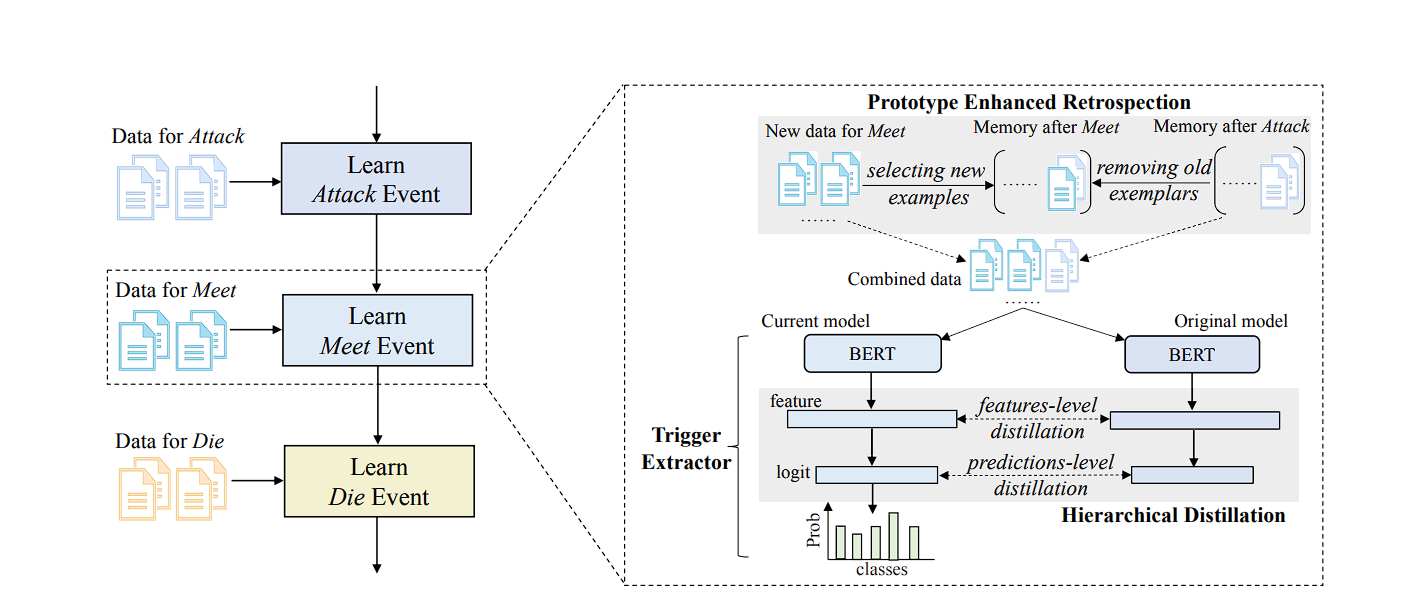 Data for Attack
Learn
Attack Event
Data for Meet
Learn
Meet Event
Data for Die
Learn
Die Event
Prototype Enhanced Retrospection
New data for Meet
Memory after Meet
Memory after Attack
selecting new
examples
......
removing old
exemplars
......
......
Combined data
......
Current model
Original model
BERT
BERT
Trigger
Extractor
feature
features-level
distillation
logit
predictions-level
distillation
Hierarchical Distillation
Prob
classes